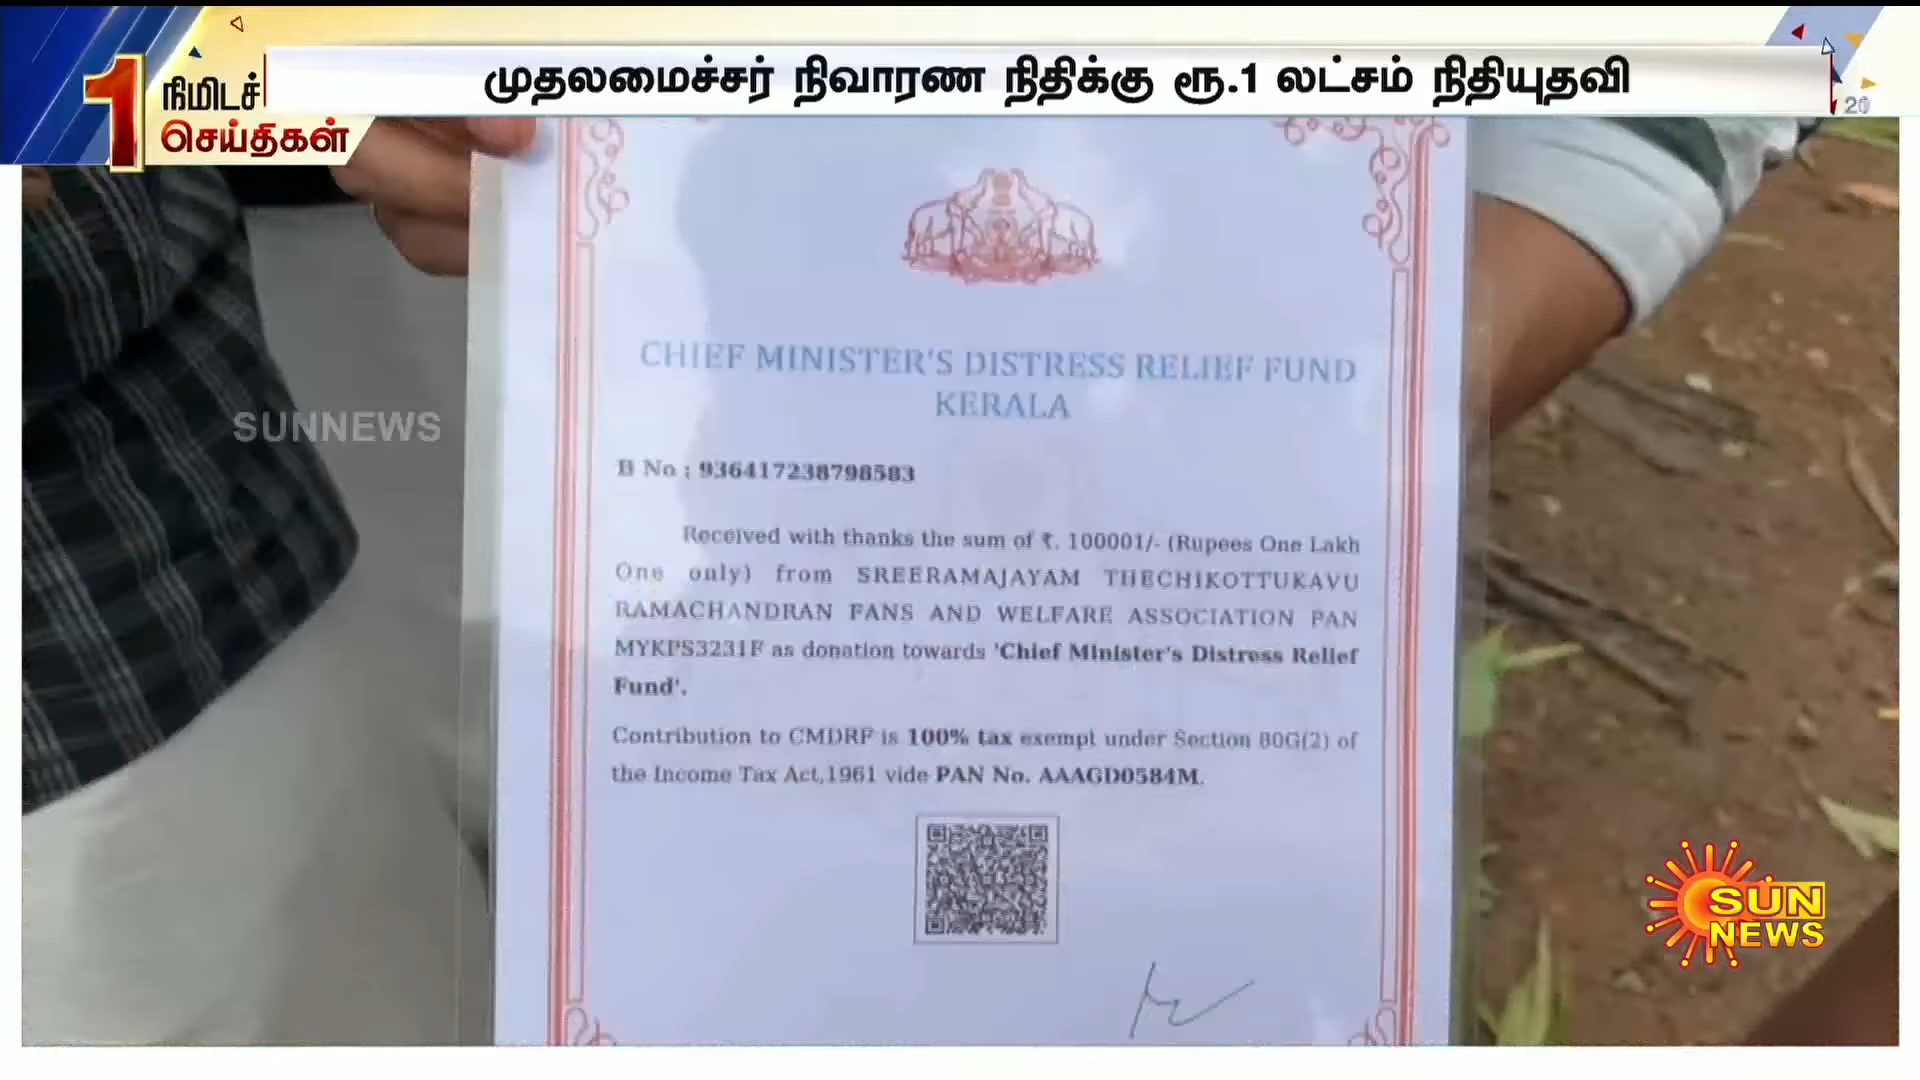 1 நிமிடச்
செய்திகள்
முதலமைச்சர் நிவாரண நிதிக்கு ரூ.1 லட்சம் நிதியுதவி
20
CHIEF MINISTER'S DISTRESS RELIEF FUND
KERALA
SUNNEWS
B No : 936417238798583
Received with thanks the sum of ₹. 100001/- (Rupees One Lakh
One only) from SREERAMAJAYAM THECHIKOTTUKAVU
RAMACHANDRAN FANS AND WELFARE ASSOCIATION PAN
MYKPS3231F as donation towards 'Chief Minister's Distress Relief
Fund'.
Contribution to CMDRF is 100% tax exempt under Section 80G(2) of
the Income Tax Act,1961 vide PAN No. AAAGD0584M.
SUN
NEWS